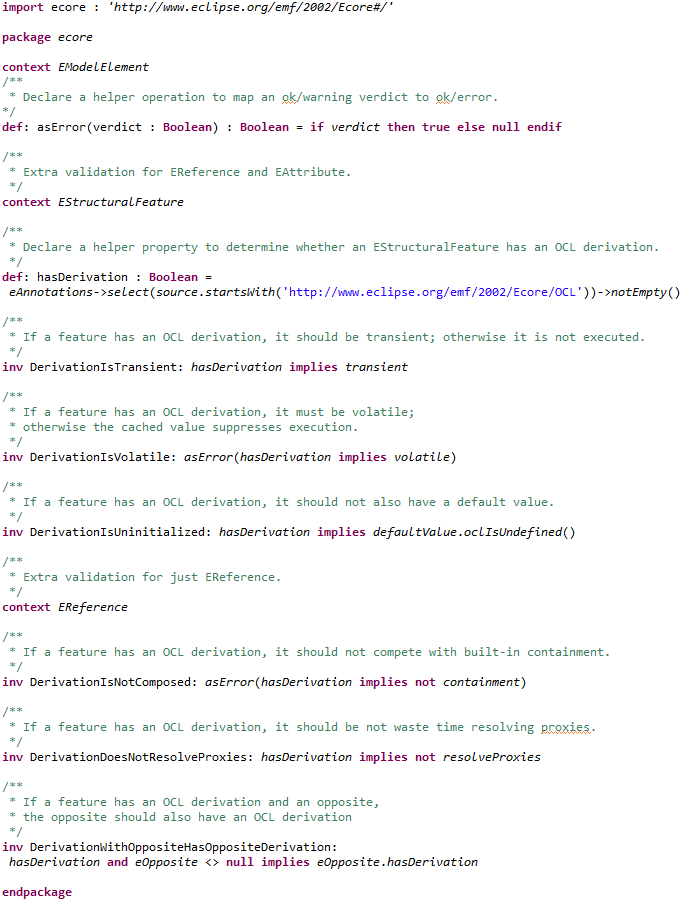 import ecore : 'http://www.eclipse.org/emf/2002/Ecore#/'
package ecore
context EModelElement
/**
 * Declare a helper operation to map an ok/warning verdict to ok/error.
*/
def: asError(verdict : Boolean) : Boolean = if verdict then true else null endif
/**
 * Extra validation for EReference and EAttribute.
 */
context EStructuralFeature
/**
 * Declare a helper property to determine whether an EStructuralFeature has an OCL derivation.
 */
def: hasDerivation : Boolean =
 eAnnotations->select(source.startsWith('http://www.eclipse.org/emf/2002/Ecore/OCL'))->notEmpty()
/**
 * If a feature has an OCL derivation, it should be transient; otherwise it is not executed.
 */
inv DerivationIsTransient: hasDerivation implies transient
/**
 * If a feature has an OCL derivation, it must be volatile;
 * otherwise the cached value suppresses execution.
 */
inv DerivationIsVolatile: asError(hasDerivation implies volatile)
/**
 * If a feature has an OCL derivation, it should not also have a default value.
 */
inv DerivationIsUninitialized: hasDerivation implies defaultValue.oclIsUndefined()
/**
 * Extra validation for just EReference.
 */
context EReference
/**
 * If a feature has an OCL derivation, it should not compete with built-in containment.
 */
inv DerivationIsNotComposed: asError(hasDerivation implies not containment)
/**
 * If a feature has an OCL derivation, it should be not waste time resolving proxies.
 */
inv DerivationDoesNotResolveProxies: hasDerivation implies not resolveProxies
/**
 * If a feature has an OCL derivation and an opposite,
 * the opposite should also have an OCL derivation
 */
inv DerivationWithOppositeHasOppositeDerivation:
 hasDerivation and eOpposite <> null implies eOpposite.hasDerivation
endpackage